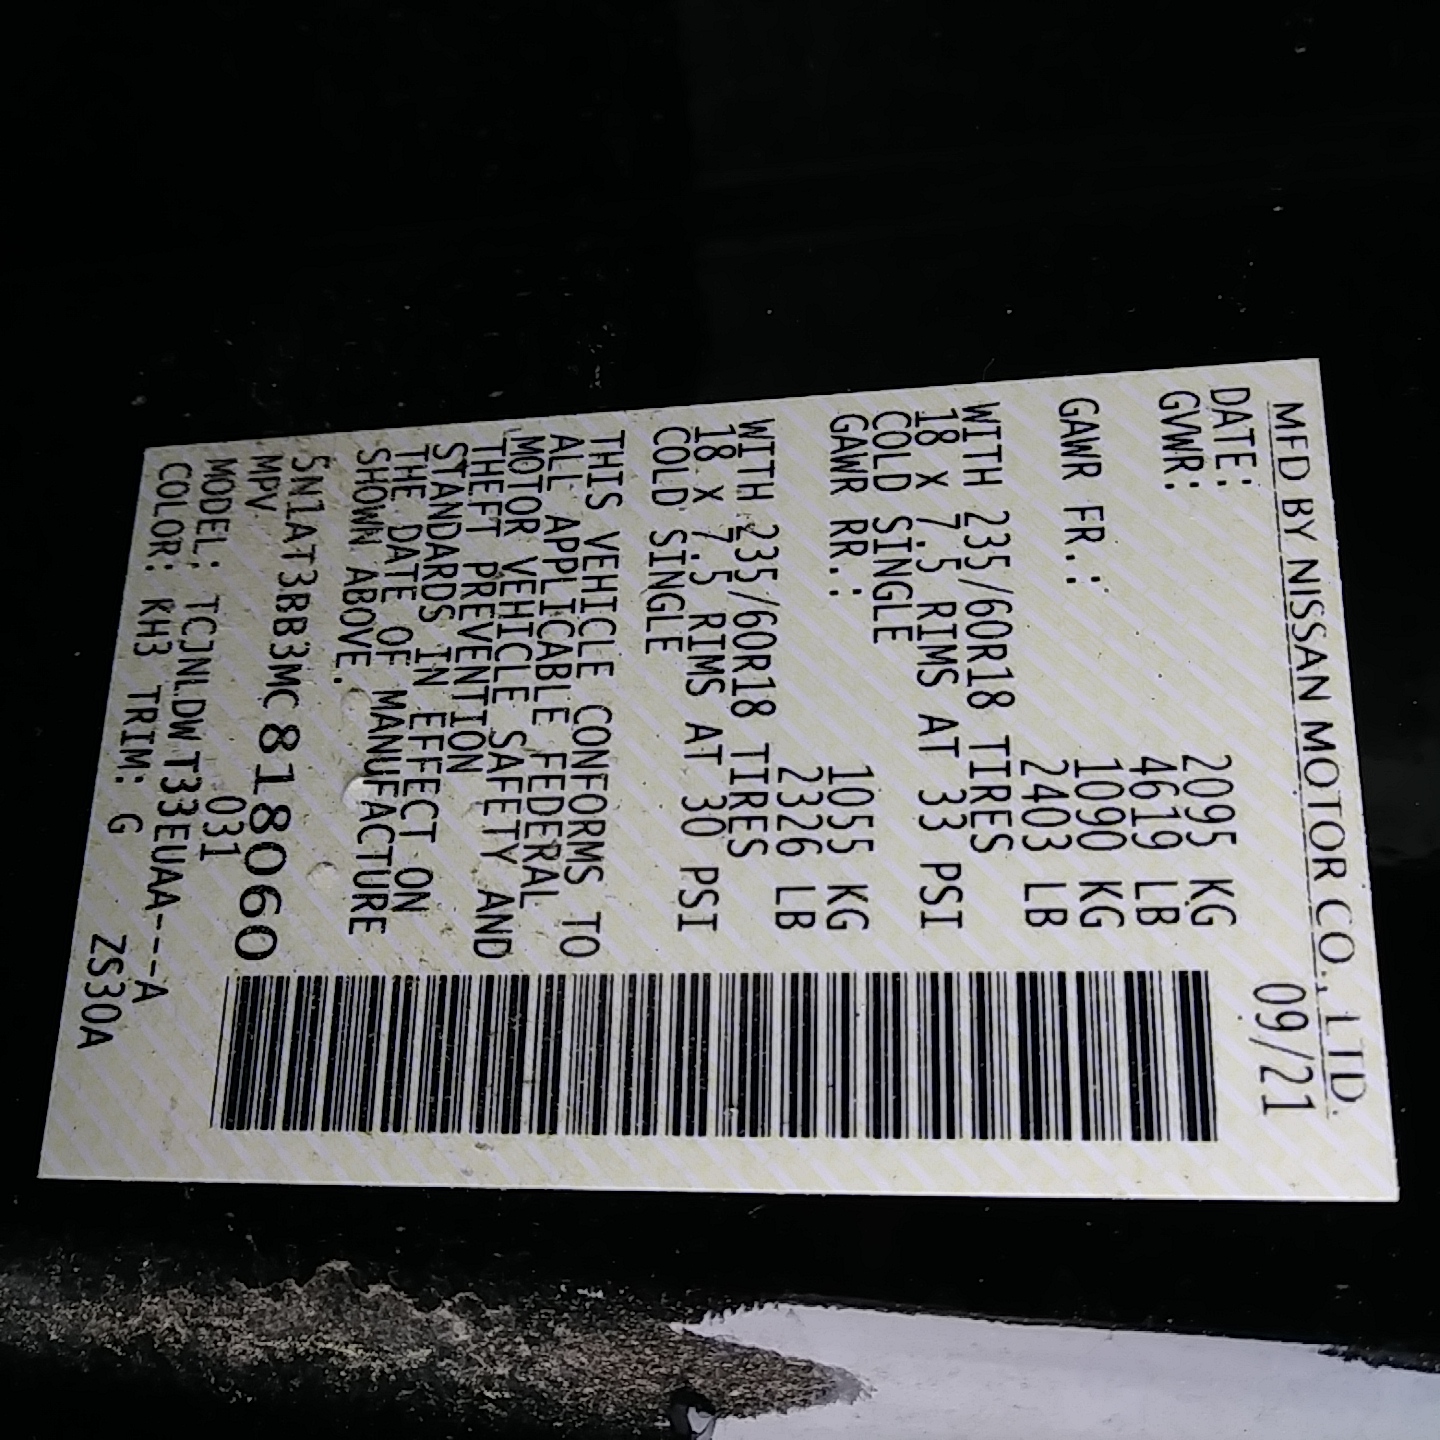 MFD BY NISSAN MOTOR CO., LTD.
DATE: 09/21
GVWR: 2095 KG
4619 LB
GAWR FR.: 1090 KG
2403 LB
WITH 235/60R18 TIRES
18 X 7.5 RIMS AT 33 PSI
COLD SINGLE
GAWR RR.: 1055 KG
2326 LB
WITH 235/60R18 TIRES
18 X 7.5 RIMS AT 30 PSI
COLD SINGLE
THIS VEHICLE CONFORMS TO
ALL APPLICABLE FEDERAL
MOTOR VEHICLE SAFETY AND
THEFT PREVENTION
STANDARDS IN EFFECT ON
THE DATE OF MANUFACTURE
SHOWN ABOVE.
5N1AT3BB3MC818060
MPV 031
MODEL: TCJNLDWT33EUAA---A
COLOR: KH3 TRIM: G ZS30A